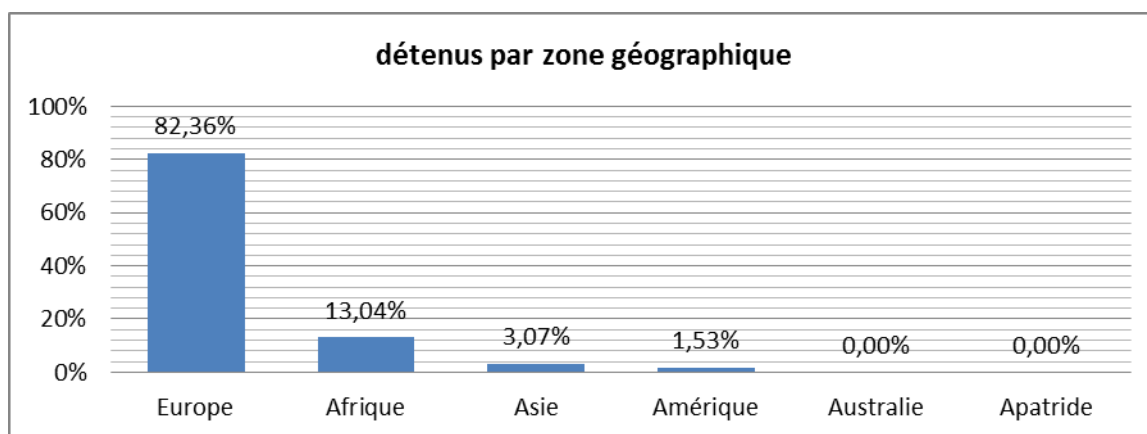 détenus par zone géographique
100%
80%
60%
40%
20%
0%
82,36%
13,04%
3,07%
1,53%
0,00%
0,00%
Europe
Afrique
Asie
Amérique
Australie
Apatride